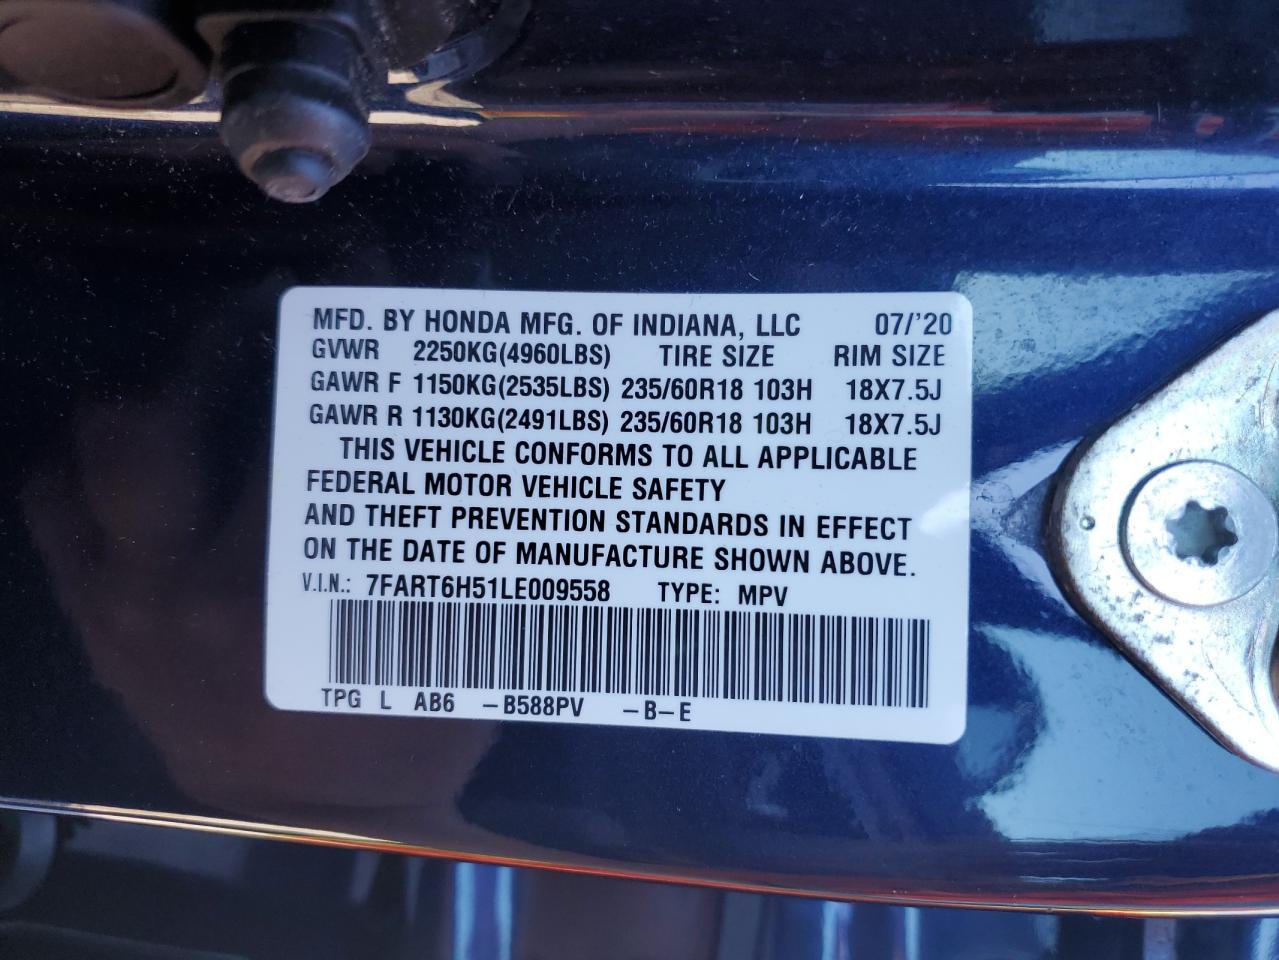 MFD. BY HONDA MFG. OF INDIANA, LLC 07/'20
GVWR 2250KG(4960LBS) TIRE SIZE RIM SIZE
GAWR F 1150KG(2535LBS) 235/60R18 103H 18X7.5J
GAWR R 1130KG(2491LBS) 235/60R18 103H 18X7.5J
THIS VEHICLE CONFORMS TO ALL APPLICABLE
FEDERAL MOTOR VEHICLE SAFETY
AND THEFT PREVENTION STANDARDS IN EFFECT
ON THE DATE OF MANUFACTURE SHOWN ABOVE.
V.I.N.: 7FART6H51LE009558 TYPE: MPV
TPG L AB6 -B588PV -B-E